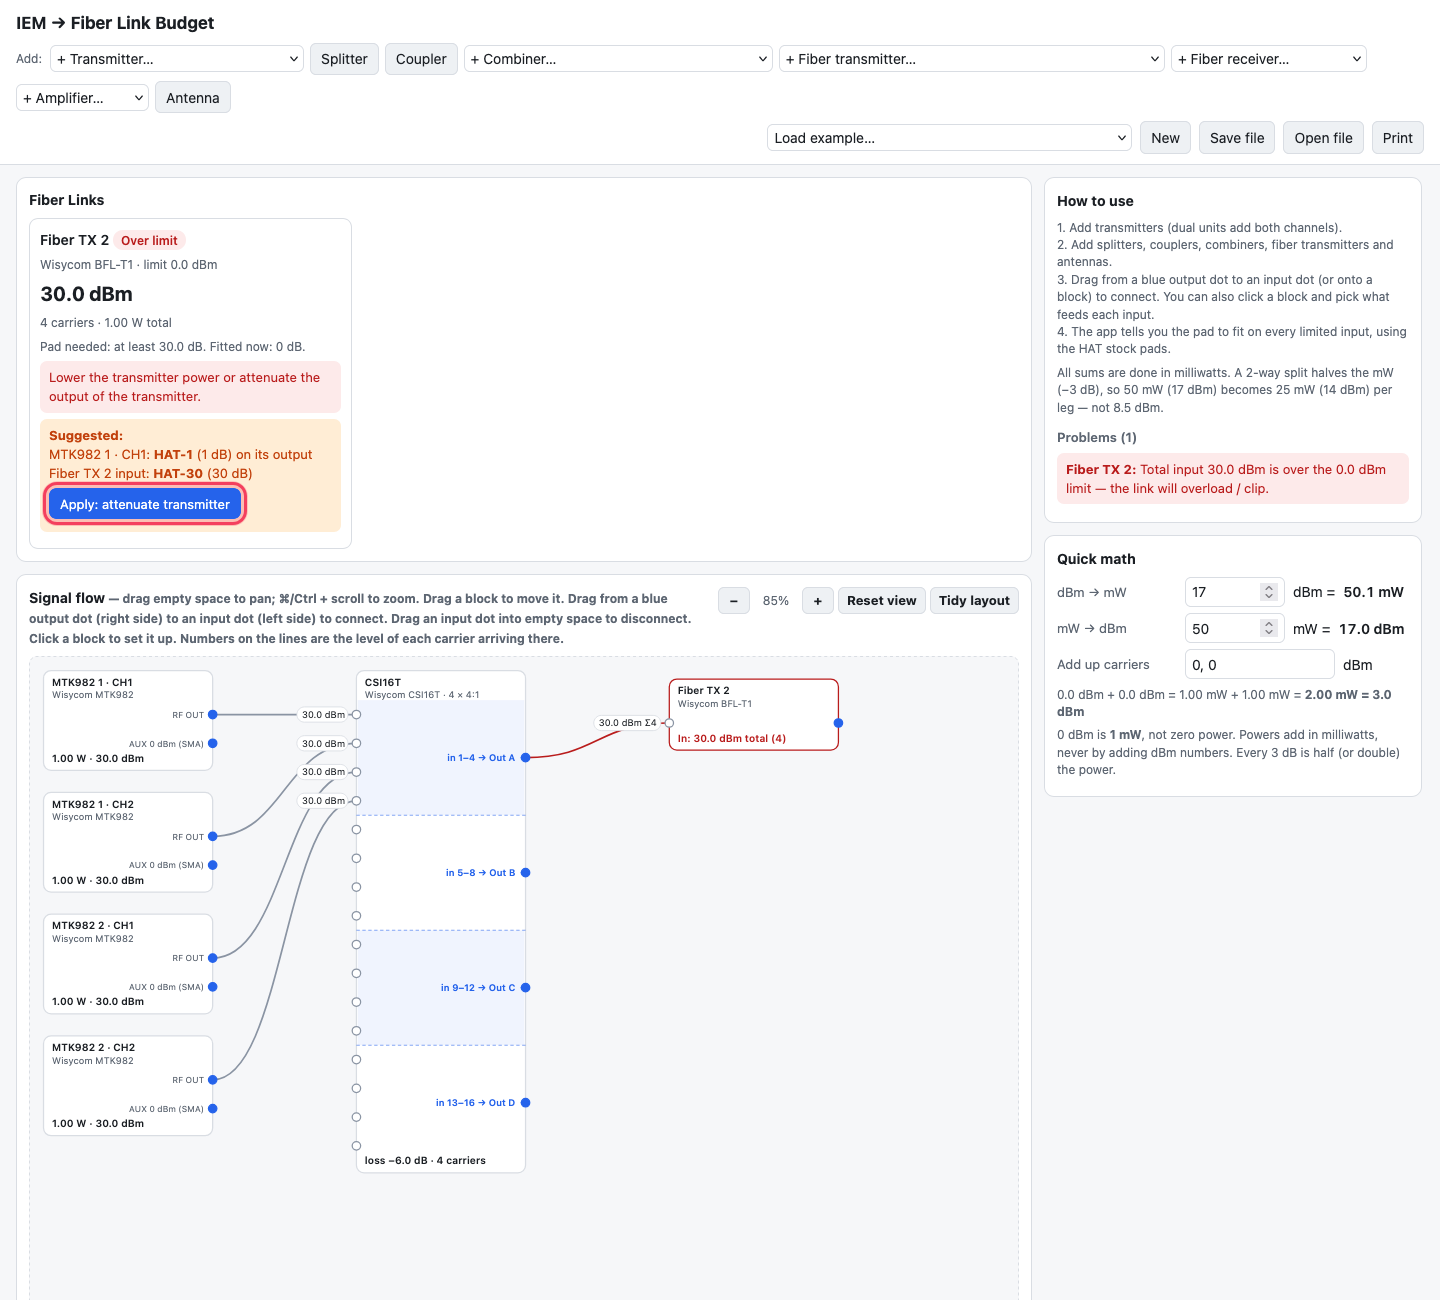 IEM → Fiber Link Budget
Add: + Transmitter... Splitter Coupler + Combiner... + Fiber transmitter... + Fiber receiver...
+ Amplifier... Antenna
Load example... New Save file Open file Print
Fiber Links
Fiber TX 2 Over limit
Wisycom BFL-T1 · limit 0.0 dBm
30.0 dBm
4 carriers · 1.00 W total
Pad needed: at least 30.0 dB. Fitted now: 0 dB.
Lower the transmitter power or attenuate the
output of the transmitter.
Suggested:
MTK982 1 · CH1: HAT-1 (1 dB) on its output
Fiber TX 2 input: HAT-30 (30 dB)
Apply: attenuate transmitter
How to use
1. Add transmitters (dual units add both channels).
2. Add splitters, couplers, combiners, fiber transmitters and
antennas.
3. Drag from a blue output dot to an input dot (or onto a
block) to connect. You can also click a block and pick what
feeds each input.
4. The app tells you the pad to fit on every limited input, using
the HAT stock pads.
All sums are done in milliwatts. A 2-way split halves the mW
(−3 dB), so 50 mW (17 dBm) becomes 25 mW (14 dBm) per
leg — not 8.5 dBm.
Problems (1)
Fiber TX 2: Total input 30.0 dBm is over the 0.0 dBm
limit — the link will overload / clip.
Quick math
dBm → mW 17 dBm = 50.1 mW
mW → dBm 50 mW = 17.0 dBm
Add up carriers 0, 0 dBm
0.0 dBm + 0.0 dBm = 1.00 mW + 1.00 mW = 2.00 mW = 3.0
dBm
0 dBm is 1 mW, not zero power. Powers add in milliwatts,
never by adding dBm numbers. Every 3 dB is half (or double)
the power.
Signal flow — drag empty space to pan; ⌘/Ctrl + scroll to zoom. Drag a block to move it. Drag from a blue
output dot (right side) to an input dot (left side) to connect. Drag an input dot into empty space to disconnect.
Click a block to set it up. Numbers on the lines are the level of each carrier arriving there.
− 85% + Reset view Tidy layout
MTK982 1 · CH1
Wisycom MTK982
RF OUT
AUX 0 dBm (SMA)
1.00 W · 30.0 dBm
MTK982 1 · CH2
Wisycom MTK982
RF OUT
AUX 0 dBm (SMA)
1.00 W · 30.0 dBm
MTK982 2 · CH1
Wisycom MTK982
RF OUT
AUX 0 dBm (SMA)
1.00 W · 30.0 dBm
MTK982 2 · CH2
Wisycom MTK982
RF OUT
AUX 0 dBm (SMA)
1.00 W · 30.0 dBm
30.0 dBm
30.0 dBm
30.0 dBm
30.0 dBm
CSI16T
Wisycom CSI16T · 4 × 4:1
in 1–4 → Out A
in 5–8 → Out B
in 9–12 → Out C
in 13–16 → Out D
loss −6.0 dB · 4 carriers
30.0 dBm Σ4
Fiber TX 2
Wisycom BFL-T1
In: 30.0 dBm total (4)